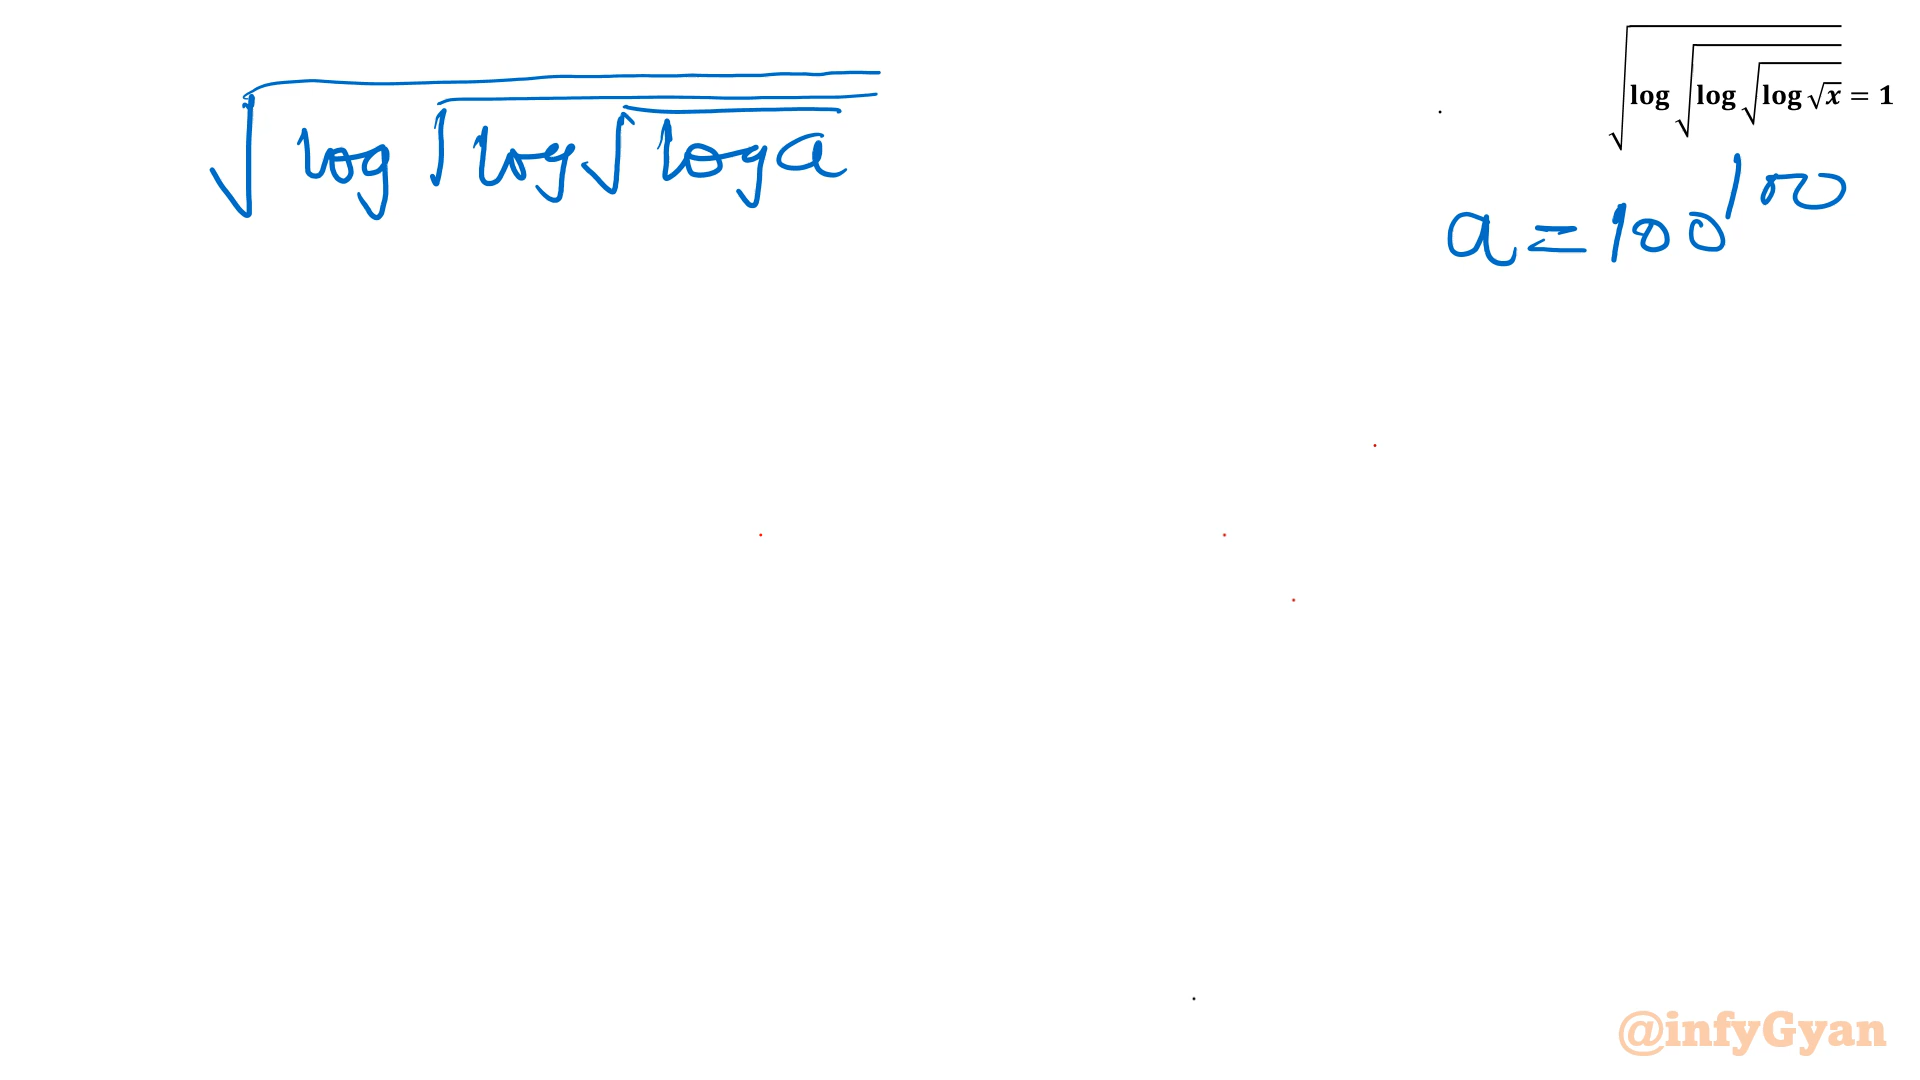 √(log √(log √(log √x))) = 1
√(log √(log √(log a)))
a = 100^100
@infyGyan